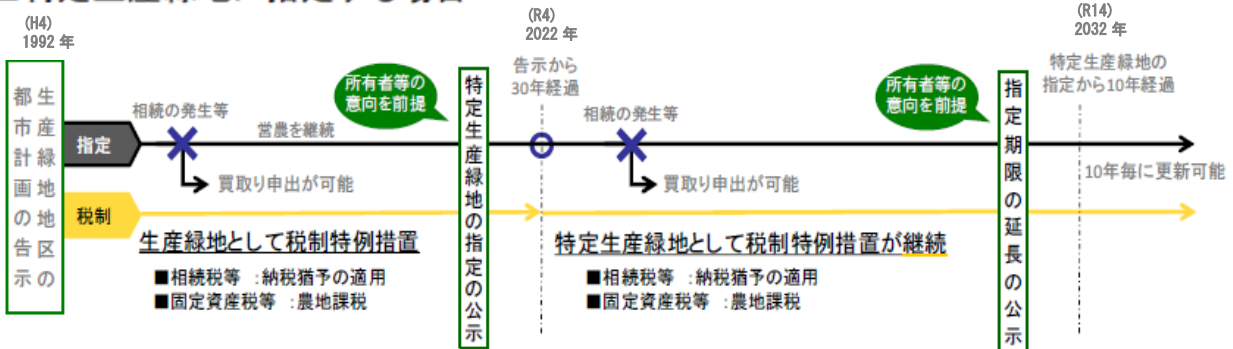 (H4)
1992 年
(R4)
2022 年
(R14)
2032 年
生産緑地地区の
都市計画の告示
指定
税制
相続の発生等
営農を継続
買取り申出が可能
所有者等の
意向を前提
特定生産緑地の指定の公示
告示から
30年経過
相続の発生等
買取り申出が可能
所有者等の
意向を前提
指定期限の延長の公示
特定生産緑地の
指定から10年経過
10年毎に更新可能
生産緑地として税制特例措置
■相続税等 :納税猶予の適用
■固定資産税等 :農地課税
特定生産緑地として税制特例措置が継続
■相続税等 :納税猶予の適用
■固定資産税等 :農地課税